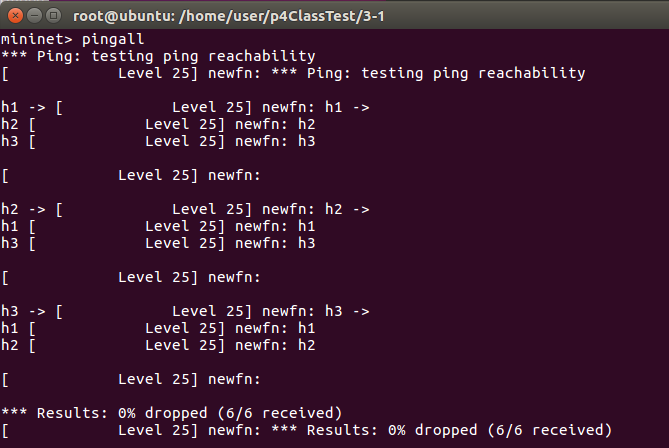 root@ubuntu: /home/user/p4ClassTest/3-1
mininet> pingall
*** Ping: testing ping reachability
[            Level 25] newfn: *** Ping: testing ping reachability
h1 -> [            Level 25] newfn: h1 ->
h2 [            Level 25] newfn: h2
h3 [            Level 25] newfn: h3
[            Level 25] newfn:
h2 -> [            Level 25] newfn: h2 ->
h1 [            Level 25] newfn: h1
h3 [            Level 25] newfn: h3
[            Level 25] newfn:
h3 -> [            Level 25] newfn: h3 ->
h1 [            Level 25] newfn: h1
h2 [            Level 25] newfn: h2
[            Level 25] newfn:
*** Results: 0% dropped (6/6 received)
[            Level 25] newfn: *** Results: 0% dropped (6/6 received)